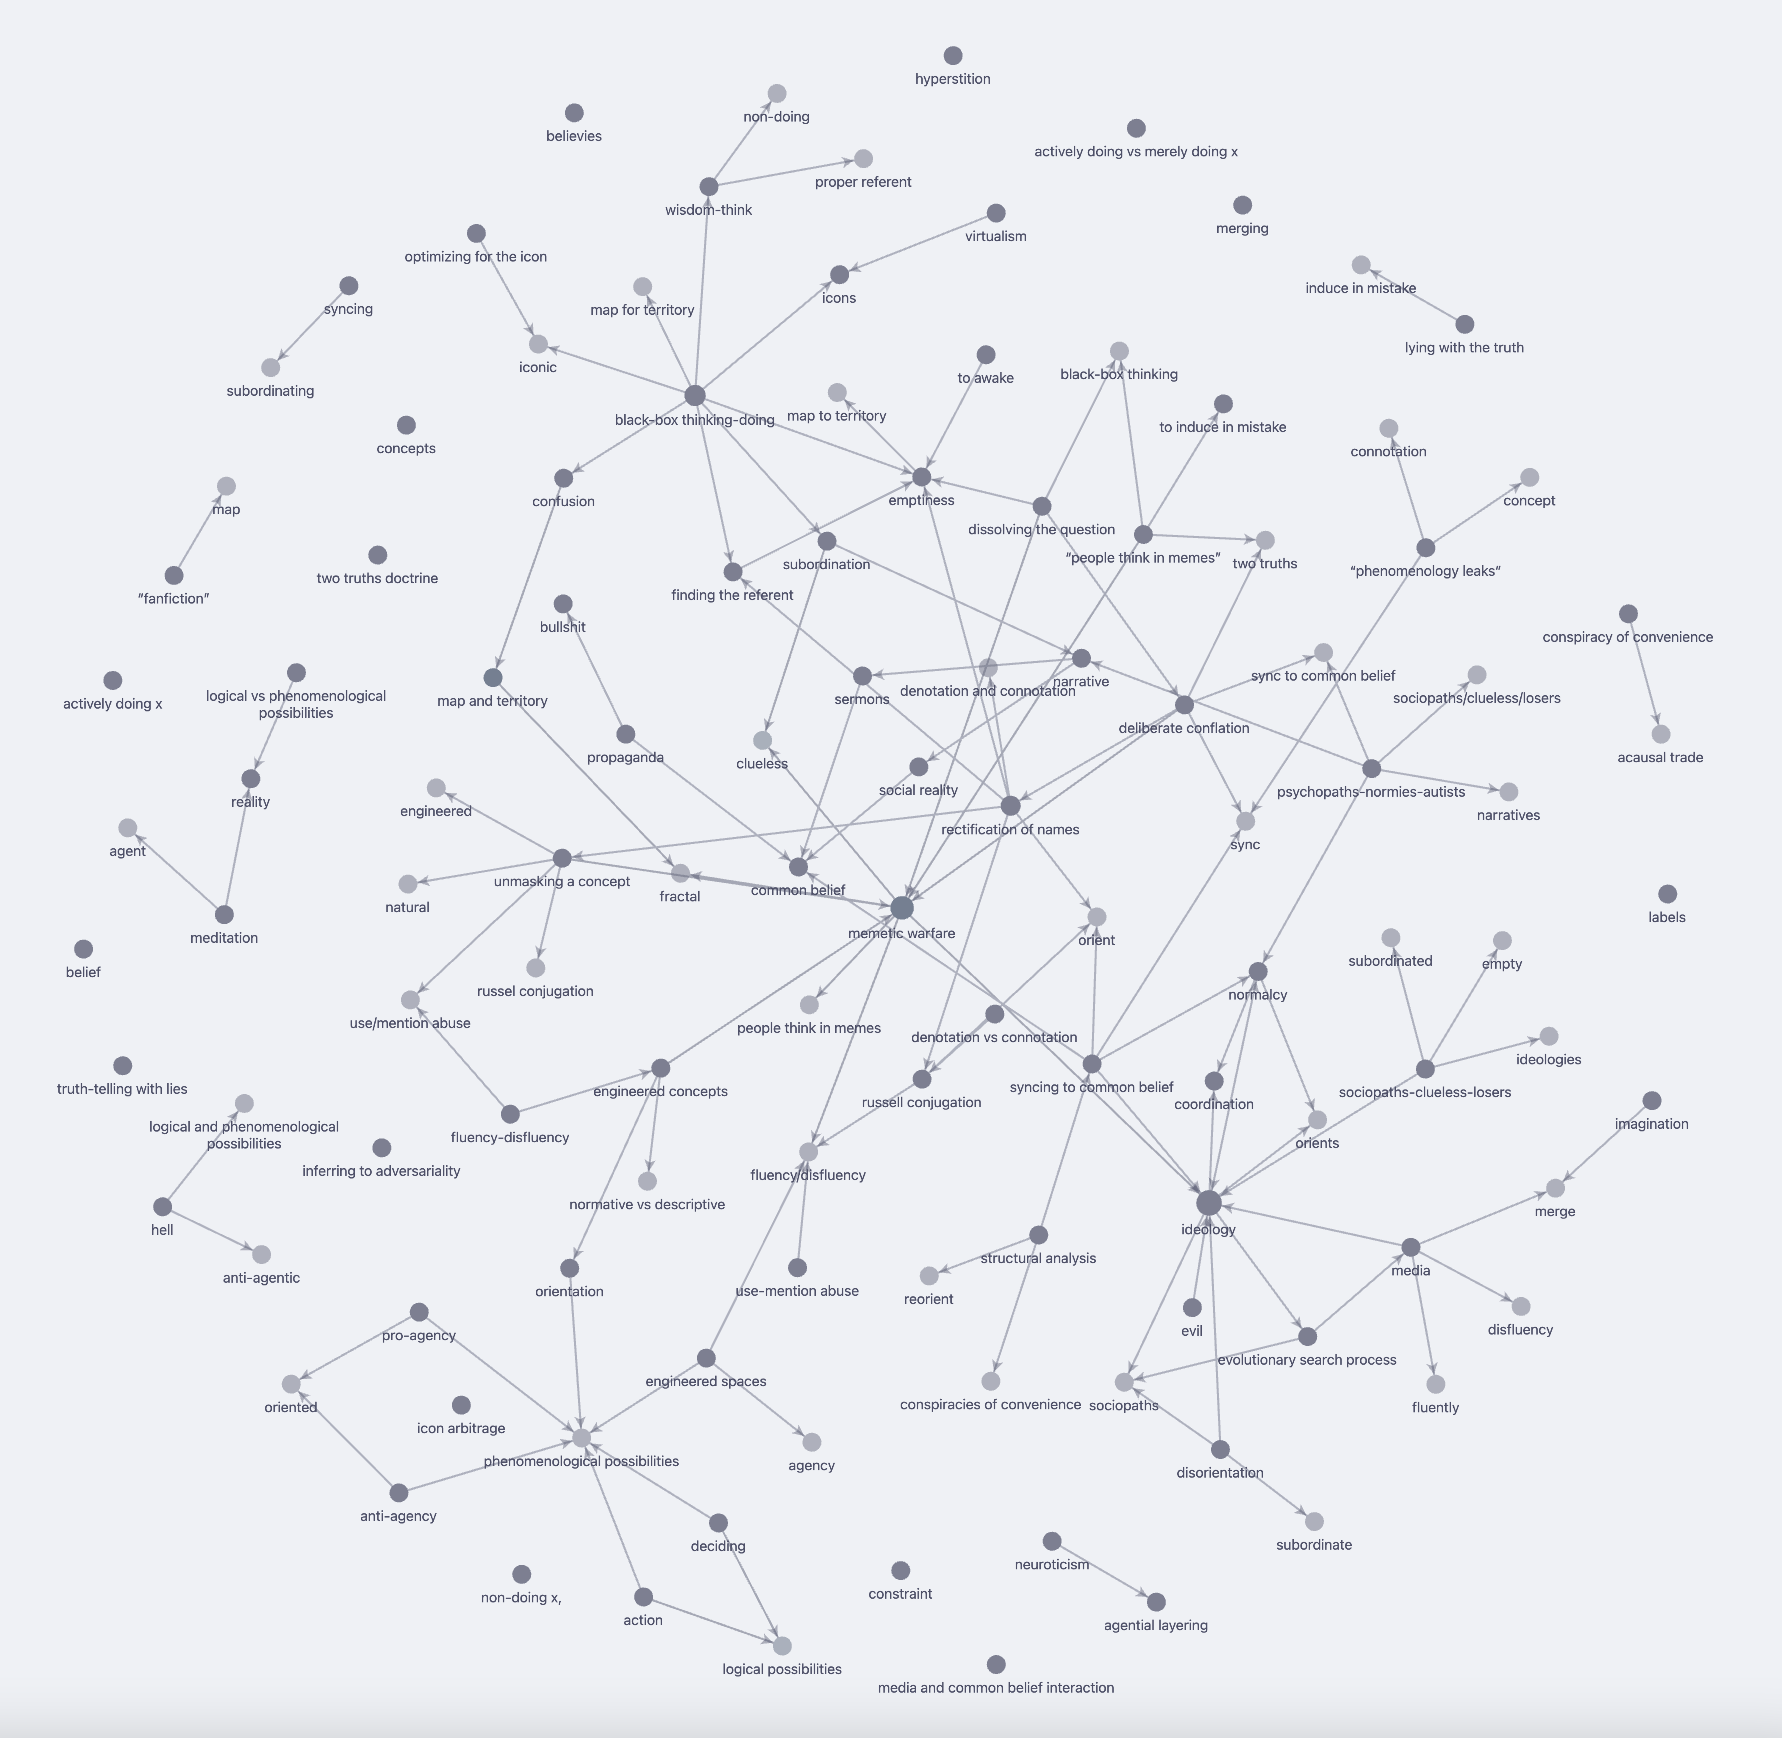 hyperstition
non-doing
believies
actively doing vs merely doing x
proper referent
wisdom-think
merging
virtualism
optimizing for the icon
induce in mistake
icons
syncing
map for territory
lying with the truth
iconic
black-box thinking
to awake
subordinating
map to territory
black-box thinking-doing
to induce in mistake
concepts
connotation
emptiness
confusion
concept
map
dissolving the question
“people think in memes”
two truths
subordination
“phenomenology leaks”
two truths doctrine
finding the referent
“fanfiction”
bullshit
conspiracy of convenience
sync to common belief
narrative
denotation and connotation
logical vs phenomenological
possibilities
sociopaths/clueless/losers
sermons
map and territory
actively doing x
deliberate conflation
propaganda
acausal trade
clueless
social reality
psychopaths-normies-autists
reality
engineered
narratives
rectification of names
sync
agent
unmasking a concept
common belief
fractal
natural
labels
memetic warfare
meditation
orient
subordinated
empty
belief
russel conjugation
normalcy
use/mention abuse
people think in memes
denotation vs connotation
ideologies
truth-telling with lies
syncing to common belief
engineered concepts
sociopaths-clueless-losers
russell conjugation
coordination
imagination
logical and phenomenological
possibilities
fluency-disfluency
orients
inferring to adversariality
fluency/disfluency
normative vs descriptive
merge
hell
ideology
structural analysis
media
anti-agentic
orientation
use-mention abuse
reorient
evil
disfluency
pro-agency
evolutionary search process
engineered spaces
oriented
conspiracies of convenience
sociopaths
fluently
icon arbitrage
phenomenological possibilities
agency
disorientation
anti-agency
deciding
subordinate
neuroticism
constraint
non-doing x,
action
agential layering
logical possibilities
media and common belief interaction